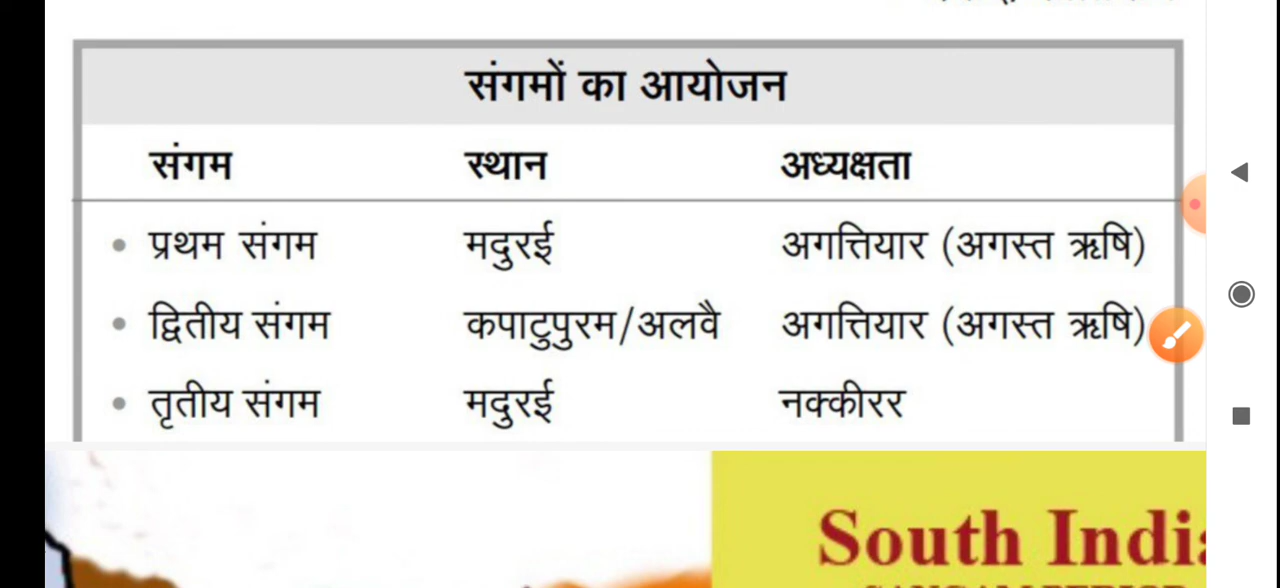 संगमों का आयोजन
संगम स्थान अध्यक्षता
• प्रथम संगम मदुरई अगत्तियार (अगस्त ऋषि)
• द्वितीय संगम कपाटुपुरम/अलवै अगत्तियार (अगस्त ऋषि)
• तृतीय संगम मदुरई नक्कीरर
South Indi